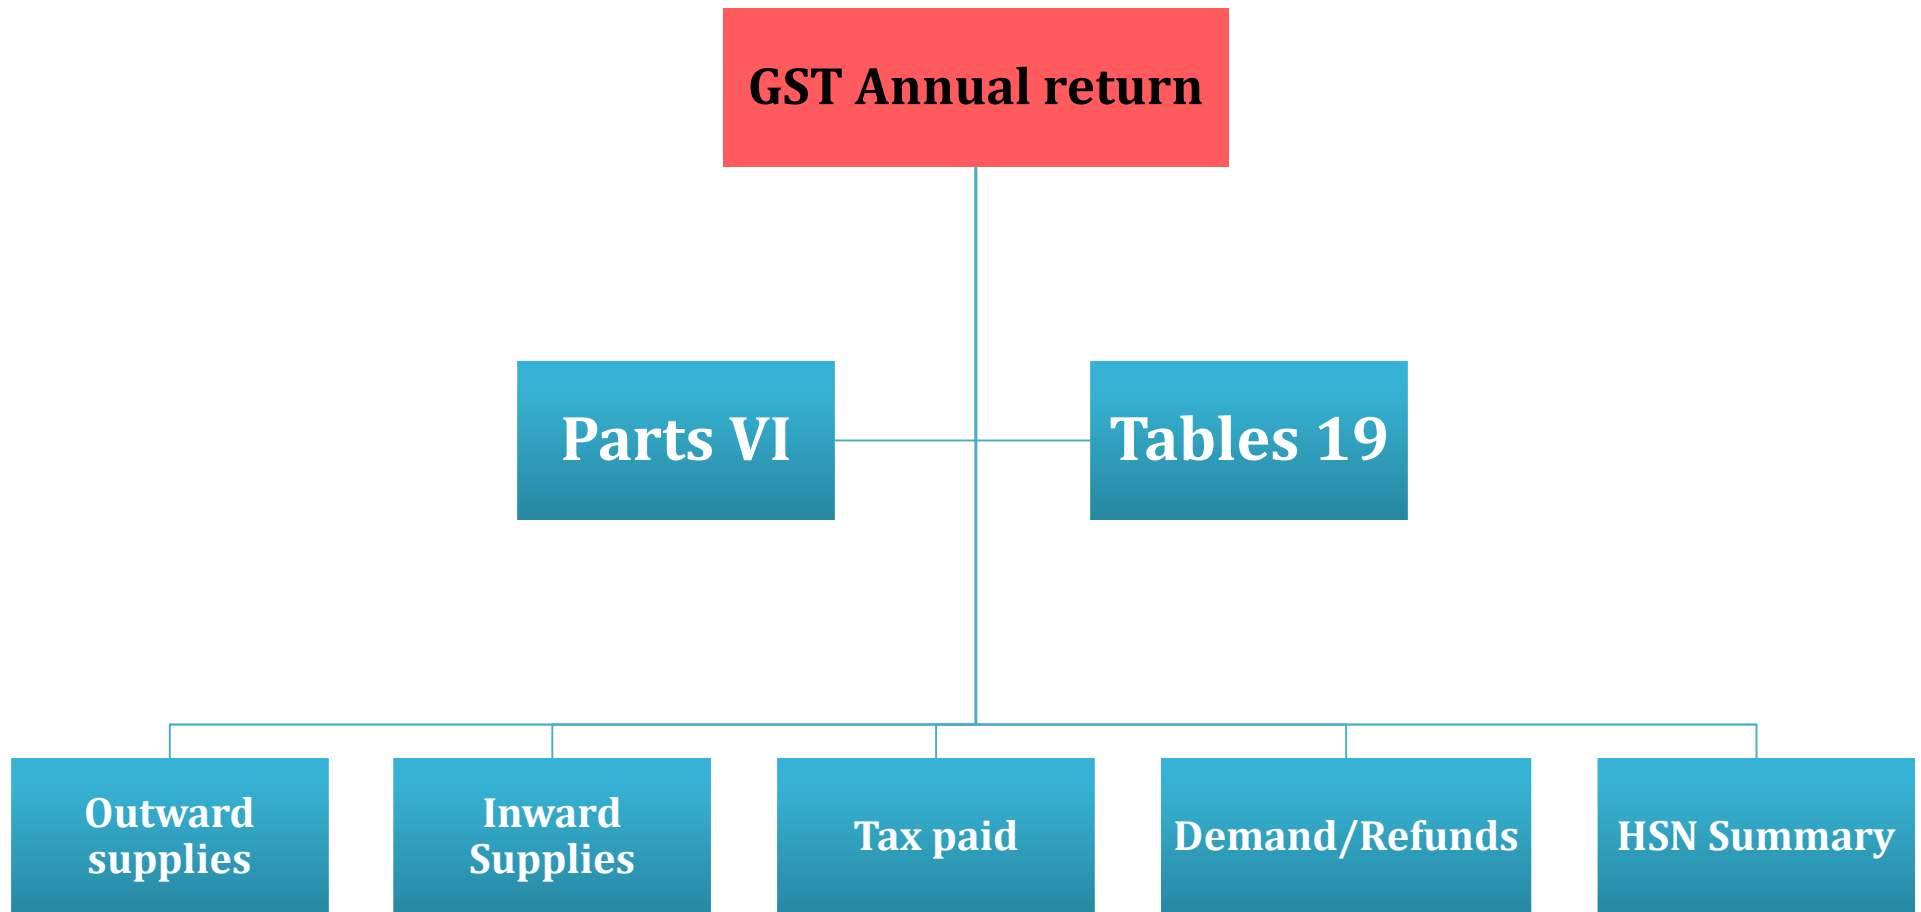 GST Annual return
Parts VI
Tables 19
Outward
supplies
Inward
Supplies
Tax paid
Demand/Refunds
HSN Summary